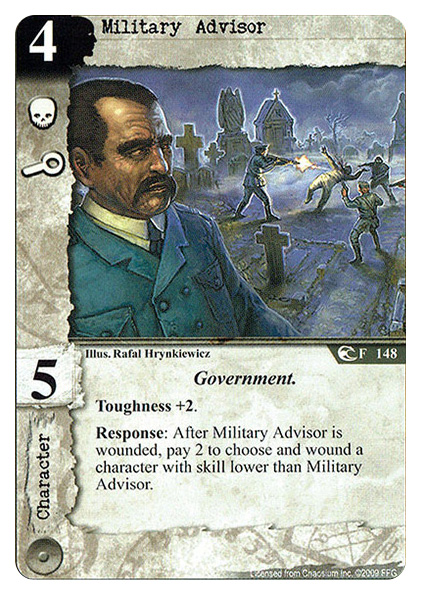 4
Military Advisor
Illus. Rafal Hrynkiewicz
F 148
5
Government.
Toughness +2.
Response: After Military Advisor is
wounded, pay 2 to choose and wound a
character with skill lower than Military
Advisor.
Character
Licensed from Chaosium Inc. ©2009 FFG